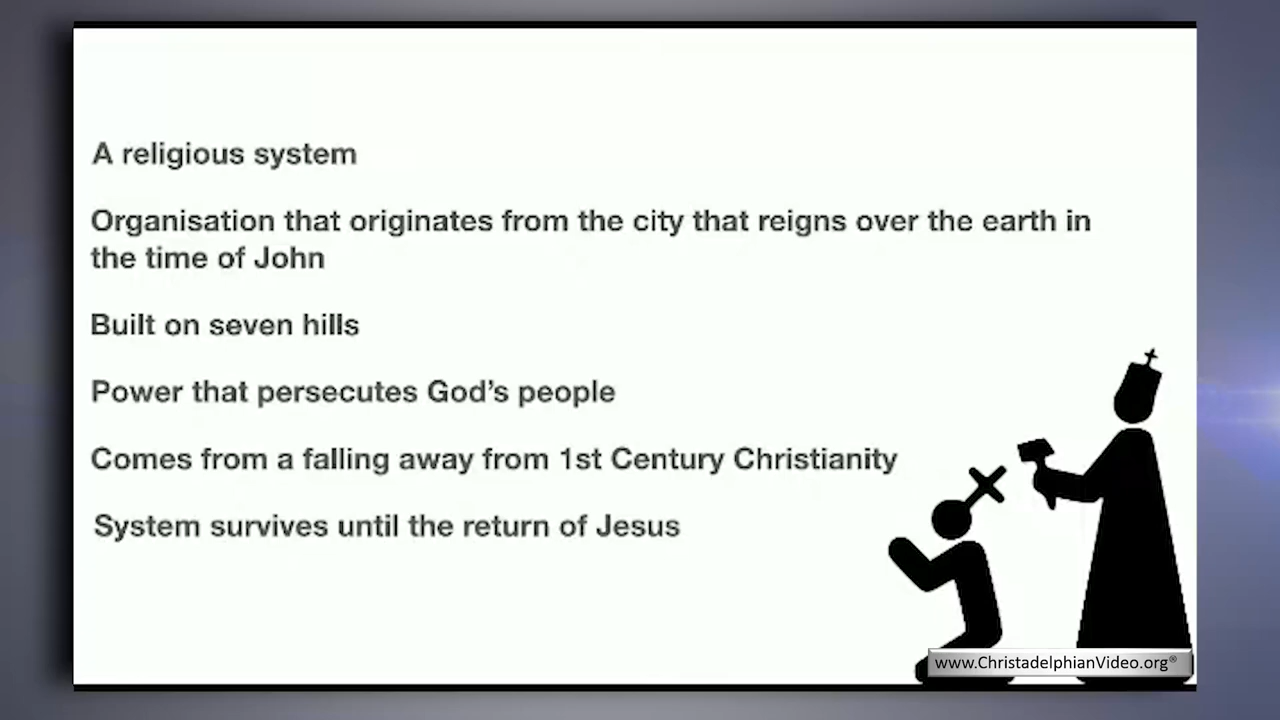 A religious system
Organisation that originates from the city that reigns over the earth in
the time of John
Built on seven hills
Power that persecutes God's people
Comes from a falling away from 1st Century Christianity
System survives until the return of Jesus
www.ChristadelphianVideo.org®